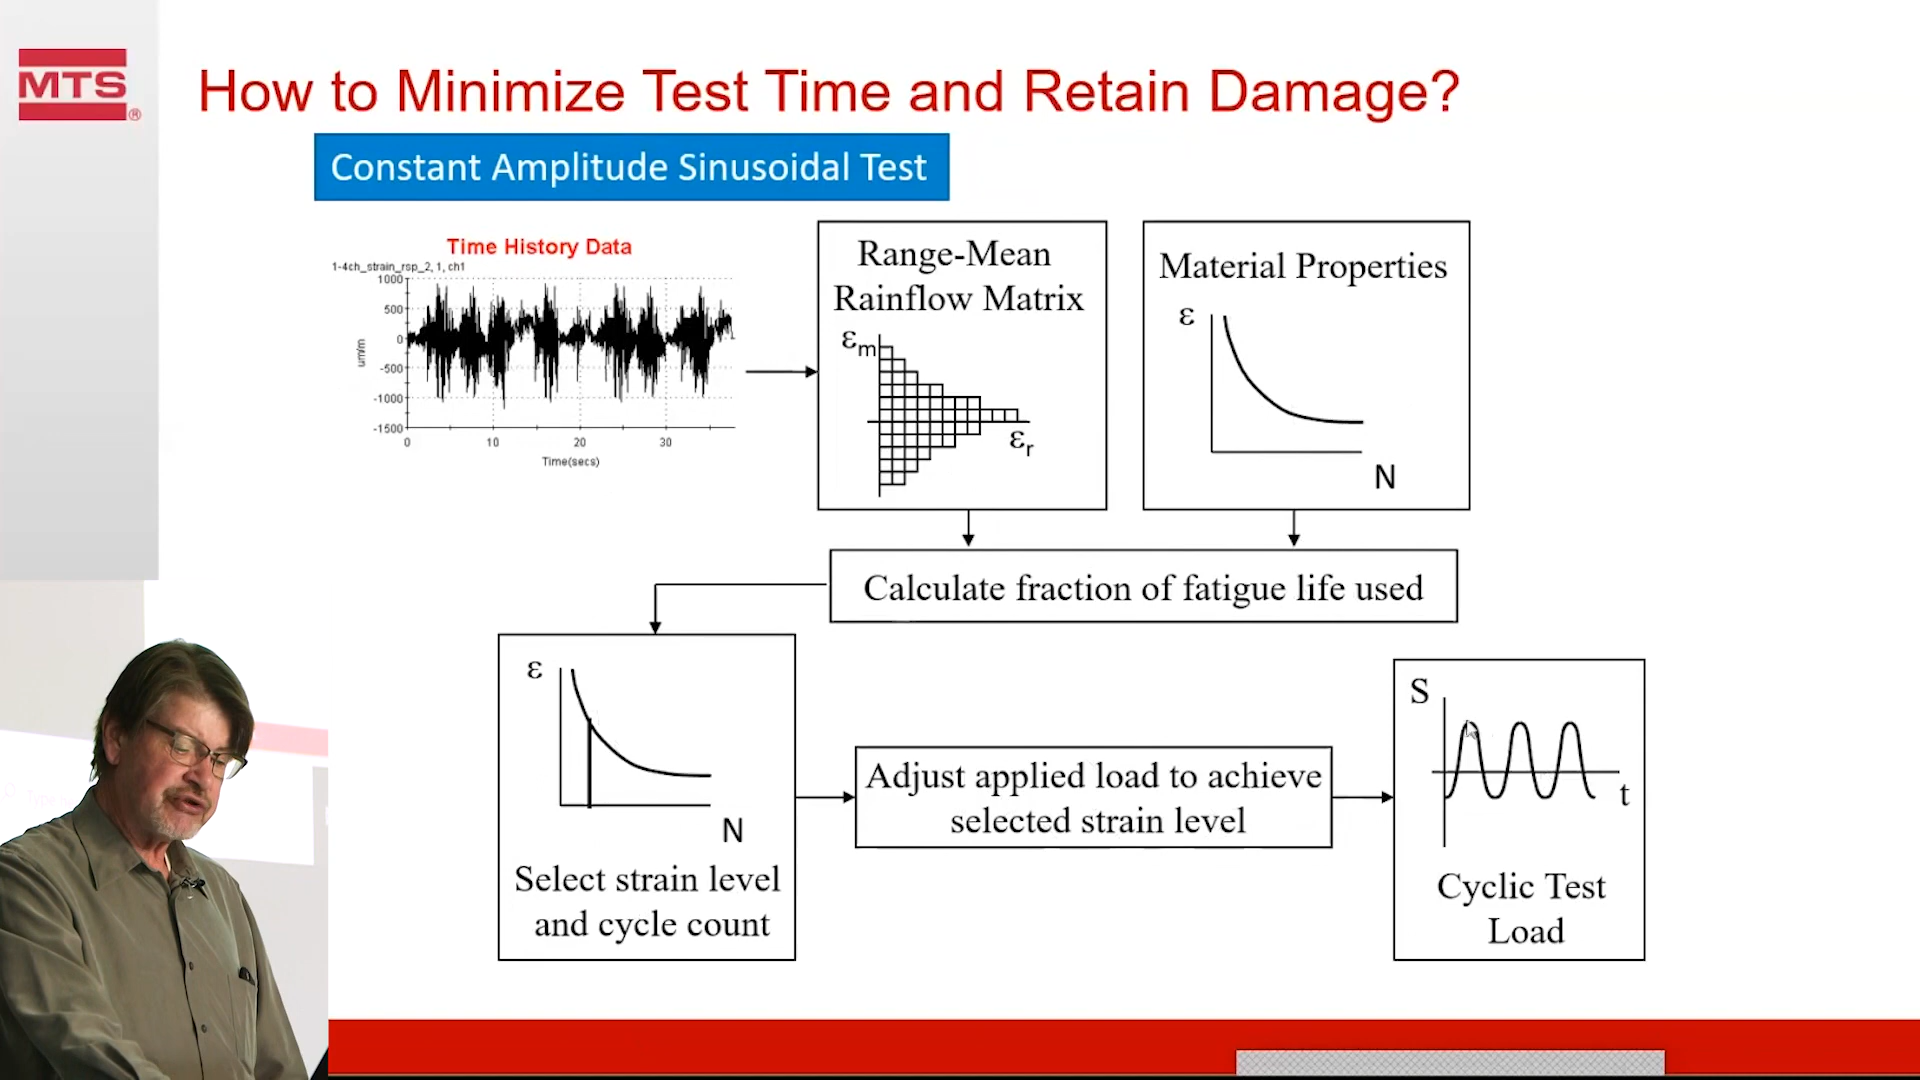 MTS
®
How to Minimize Test Time and Retain Damage?
Constant Amplitude Sinusoidal Test
Time History Data
1-4ch_strain_rsp_2, 1, ch1
1000
500
0
-500
-1000
-1500
um/m
0 10 20 30
Time(secs)
Range-Mean
Rainflow Matrix
εm
εr
Material Properties
ε
N
Calculate fraction of fatigue life used
ε
N
Select strain level
and cycle count
Adjust applied load to achieve
selected strain level
S
t
Cyclic Test
Load